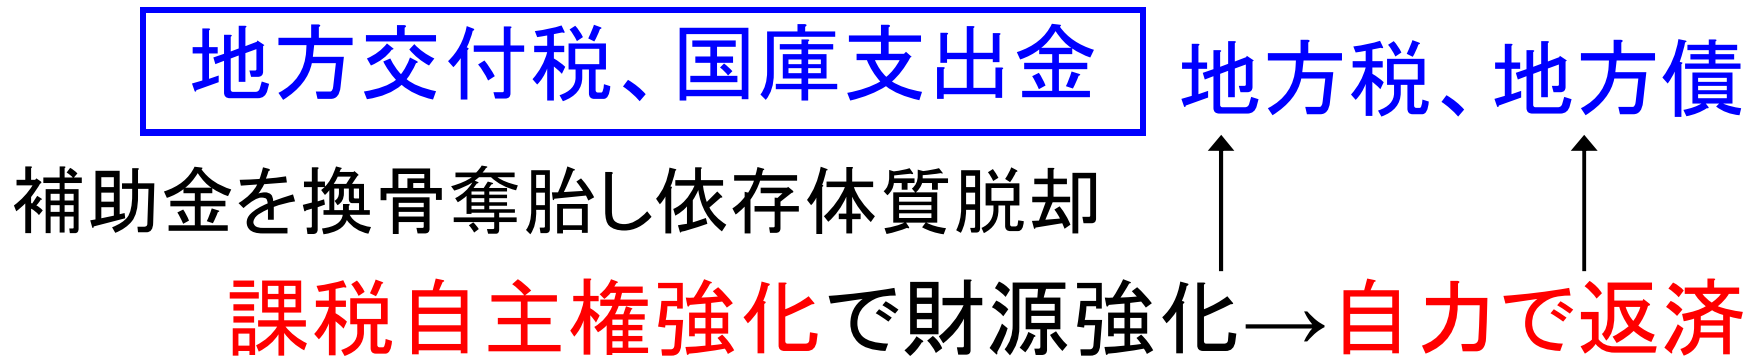 地方交付税、国庫支出金
地方税、地方債
補助金を換骨奪胎し依存体質脱却
課税自主権強化で財源強化→自力で返済